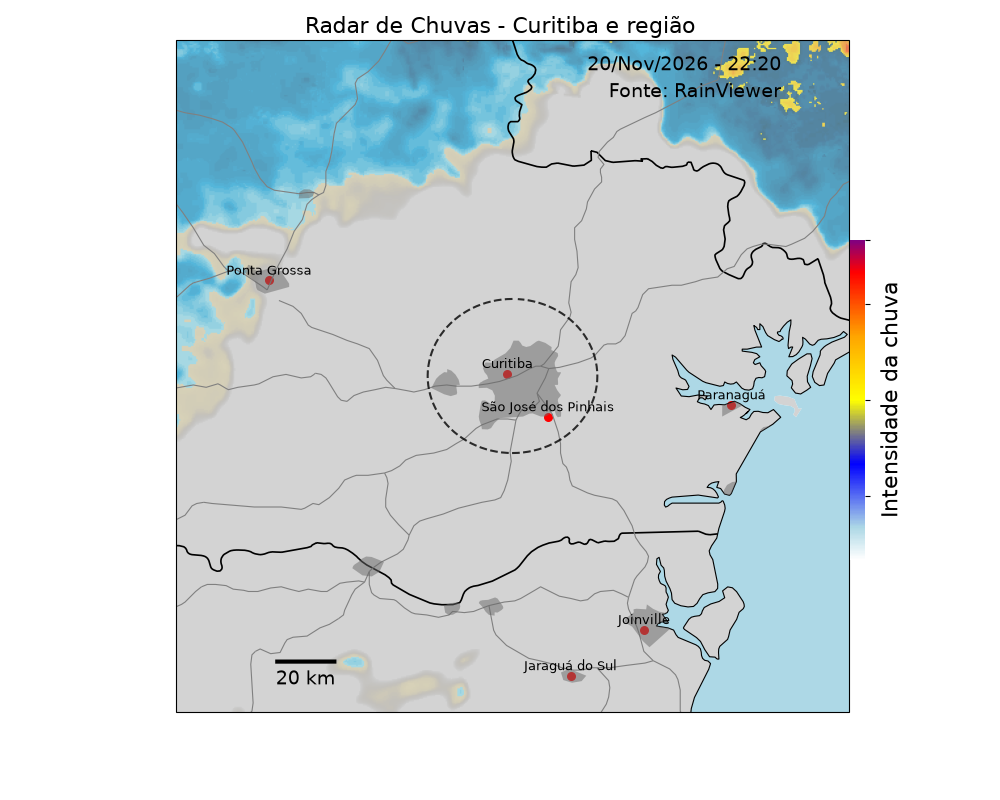 Radar de Chuvas - Curitiba e região
20/Nov/2026 - 22:20
Fonte: RainViewer
Ponta Grossa
Curitiba
Paranaguá
São José dos Pinhais
Intensidade da chuva
Joinville
Jaraguá do Sul
20 km